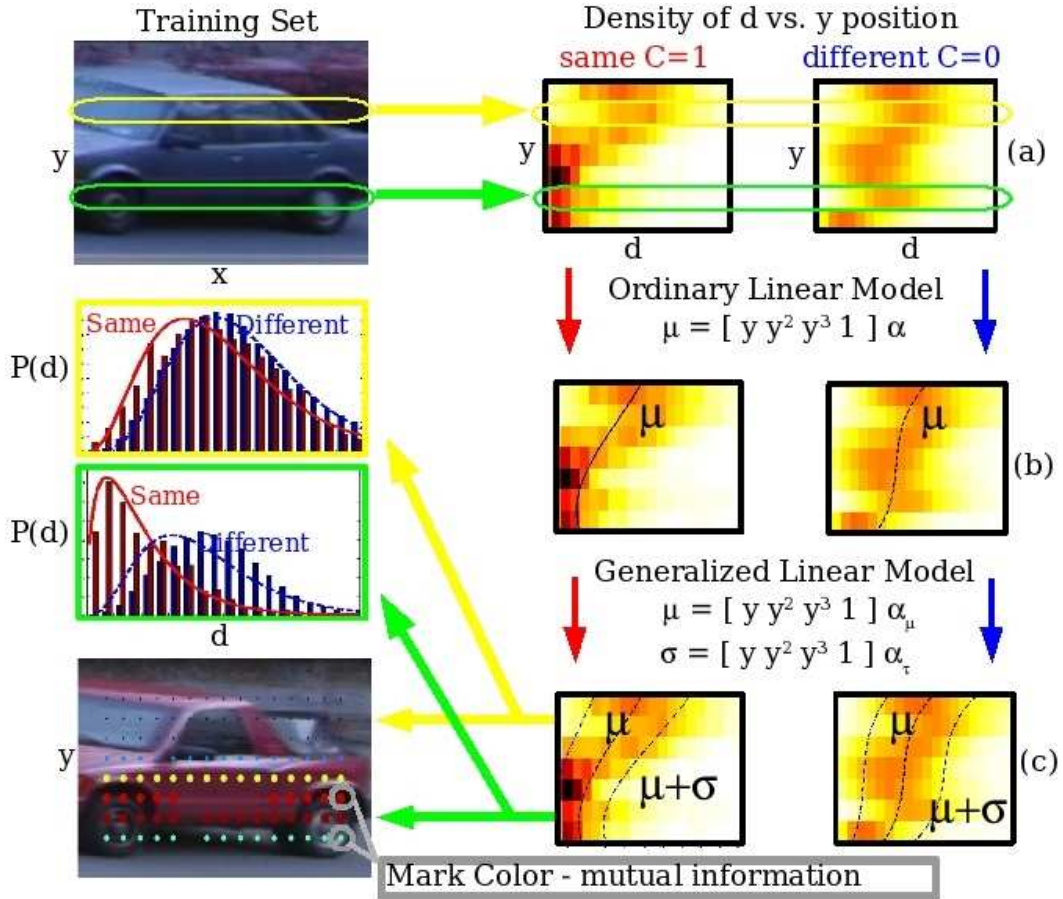 Training Set
Density of d vs. y position
same C=1
different C=0
y
y
y
(a)
x
d
d
Ordinary Linear Model
μ = [ y y² y³ 1 ] α
Same
Different
P(d)
μ
μ
(b)
Same
Different
P(d)
d
Generalized Linear Model
μ = [ y y² y³ 1 ] α_μ
σ = [ y y² y³ 1 ] α_τ
y
μ
μ+σ
μ
μ+σ
(c)
Mark Color - mutual information